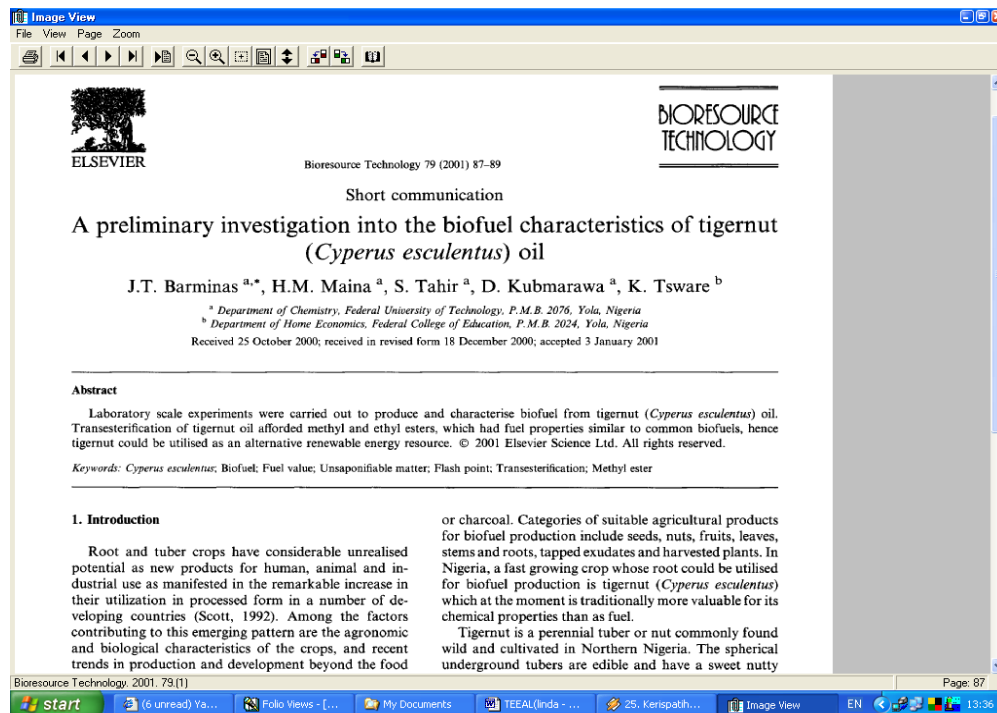 Image View
File View Page Zoom
ELSEVIER
BIORESOURCE
TECHNOLOGY
Bioresource Technology 79 (2001) 87–89
Short communication
A preliminary investigation into the biofuel characteristics of tigernut
(Cyperus esculentus) oil
J.T. Barminas a,*, H.M. Maina a, S. Tahir a, D. Kubmarawa a, K. Tsware b
a Department of Chemistry, Federal University of Technology, P.M.B. 2076, Yola, Nigeria
b Department of Home Economics, Federal College of Education, P.M.B. 2024, Yola, Nigeria
Received 25 October 2000; received in revised form 18 December 2000; accepted 3 January 2001
Abstract
Laboratory scale experiments were carried out to produce and characterise biofuel from tigernut (Cyperus esculentus) oil.
Transesterification of tigernut oil afforded methyl and ethyl esters, which had fuel properties similar to common biofuels, hence
tigernut could be utilised as an alternative renewable energy resource. © 2001 Elsevier Science Ltd. All rights reserved.
Keywords: Cyperus esculentus; Biofuel; Fuel value; Unsaponifiable matter; Flash point; Transesterification; Methyl ester
1. Introduction
Root and tuber crops have considerable unrealised
potential as new products for human, animal and in-
dustrial use as manifested in the remarkable increase in
their utilization in processed form in a number of de-
veloping countries (Scott, 1992). Among the factors
contributing to this emerging pattern are the agronomic
and biological characteristics of the crops, and recent
trends in production and development beyond the food
or charcoal. Categories of suitable agricultural products
for biofuel production include seeds, nuts, fruits, leaves,
stems and roots, tapped exudates and harvested plants. In
Nigeria, a fast growing crop whose root could be utilised
for biofuel production is tigernut (Cyperus esculentus)
which at the moment is traditionally more valuable for its
chemical properties than as fuel.
Tigernut is a perennial tuber or nut commonly found
wild and cultivated in Northern Nigeria. The spherical
underground tubers are edible and have a sweet nutty
Bioresource Technology. 2001. 79.(1)
Page: 87
start
(6 unread) Ya...
Folio Views - [...
My Documents
TEEAL(linda - ...
25. Kerispatih...
Image View
EN
13:36